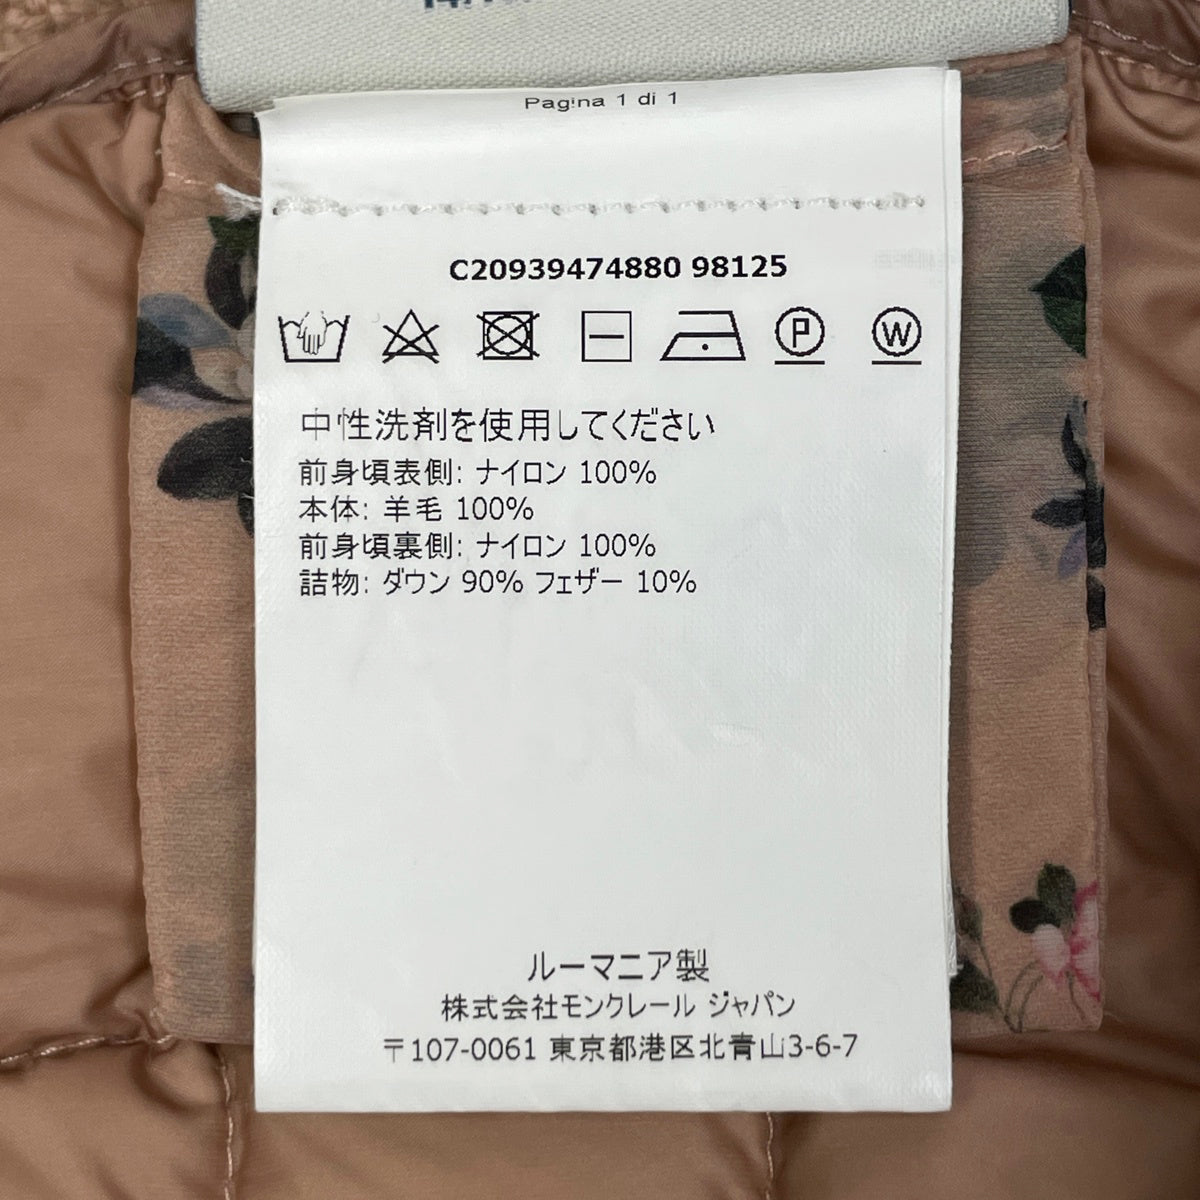 Pagina 1 di 1
C20939474880 98125
P W
中性洗剤を使用してください
前身頃表側: ナイロン 100%
本体: 羊毛 100%
前身頃裏側: ナイロン 100%
詰物: ダウン 90% フェザー 10%
ルーマニア製
株式会社モンクレール ジャパン
〒107-0061 東京都港区北青山3-6-7